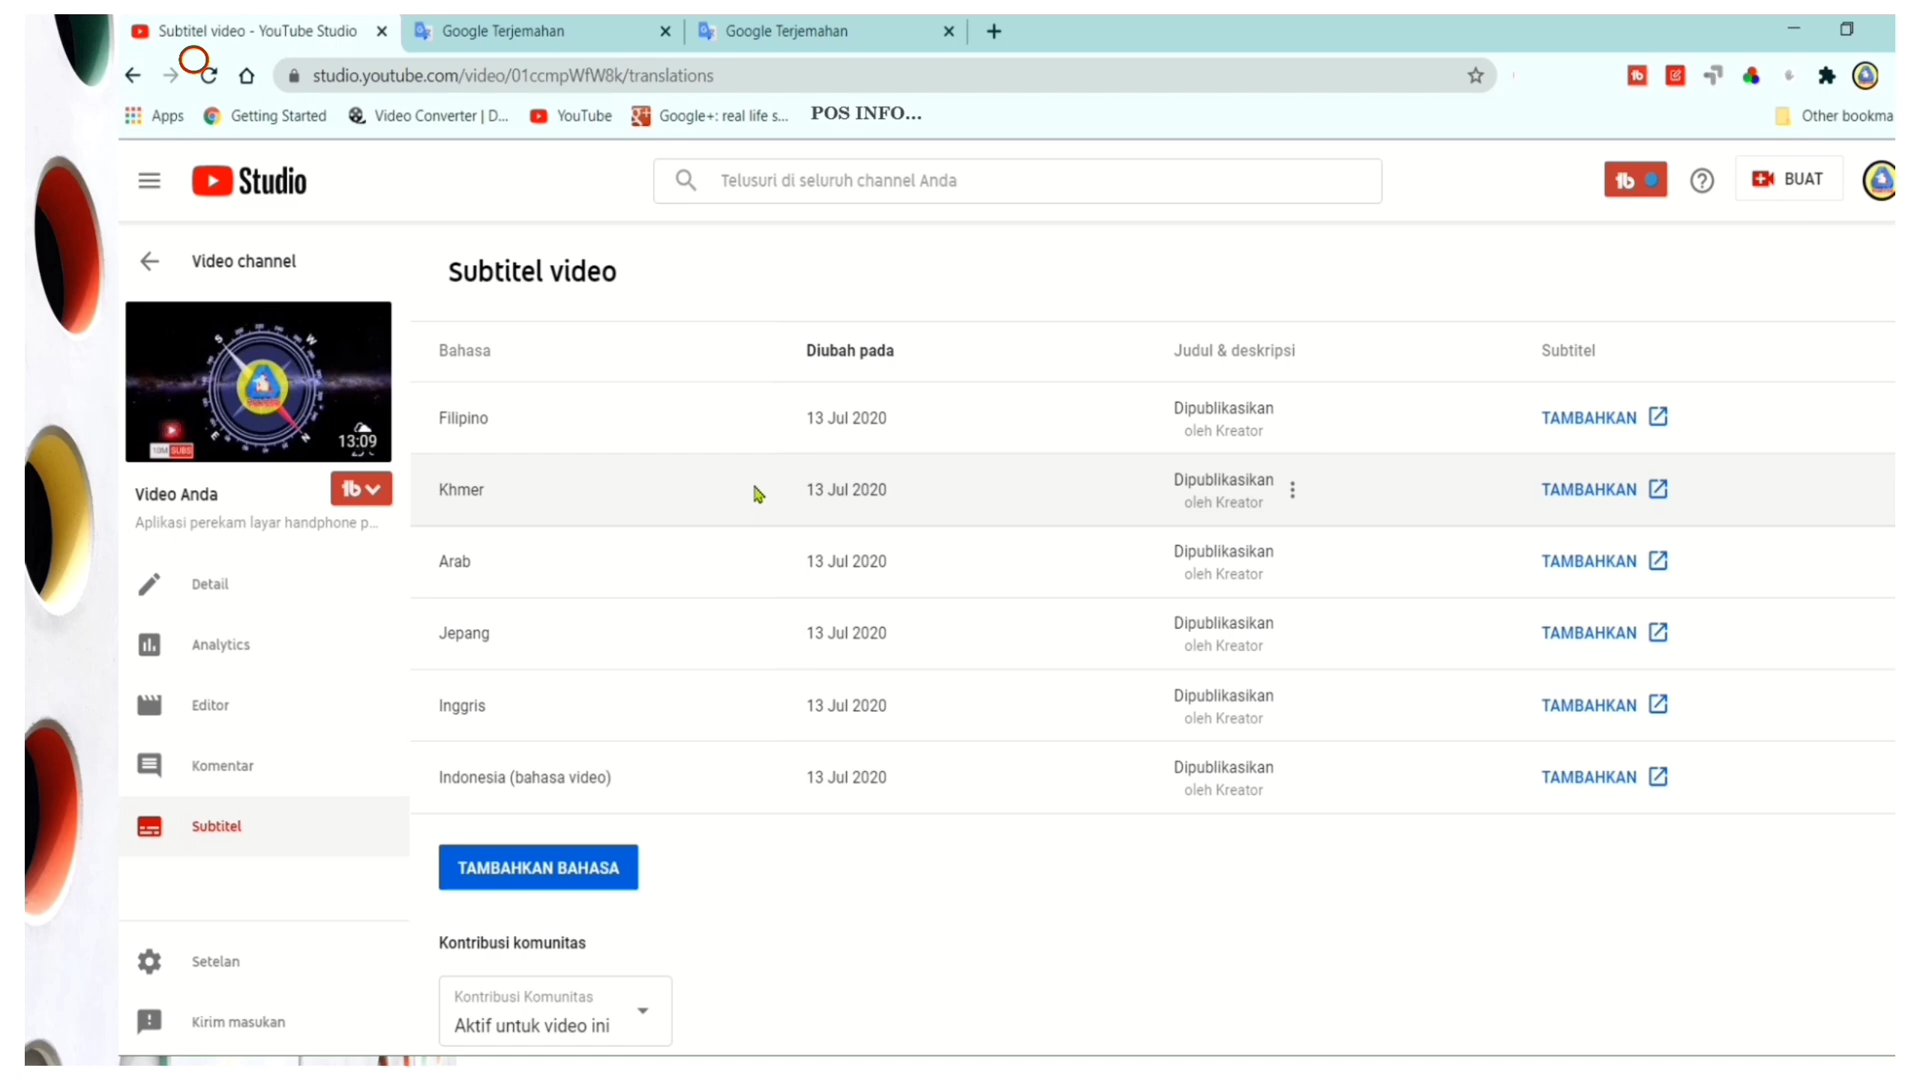 Subtitel video - YouTube Studio
Google Terjemahan
Google Terjemahan
studio.youtube.com/video/01ccmpWfW8k/translations
Apps
Getting Started
Video Converter | D...
YouTube
Google+: real life s...
POS INFO...
Other bookma
Studio
Telusuri di seluruh channel Anda
BUAT
Video channel
Subtitel video
Bahasa
Diubah pada
Judul & deskripsi
Subtitel
S
W
E
N
10M SUBS
13:09
Filipino
13 Jul 2020
Dipublikasikan
oleh Kreator
TAMBAHKAN
Video Anda
Aplikasi perekam layar handphone p...
Khmer
13 Jul 2020
Dipublikasikan
oleh Kreator
TAMBAHKAN
Arab
13 Jul 2020
Dipublikasikan
oleh Kreator
TAMBAHKAN
Detail
Jepang
13 Jul 2020
Dipublikasikan
oleh Kreator
TAMBAHKAN
Analytics
Inggris
13 Jul 2020
Dipublikasikan
oleh Kreator
TAMBAHKAN
Editor
Indonesia (bahasa video)
13 Jul 2020
Dipublikasikan
oleh Kreator
TAMBAHKAN
Komentar
Subtitel
TAMBAHKAN BAHASA
Kontribusi komunitas
Kontribusi Komunitas
Aktif untuk video ini
Setelan
Kirim masukan